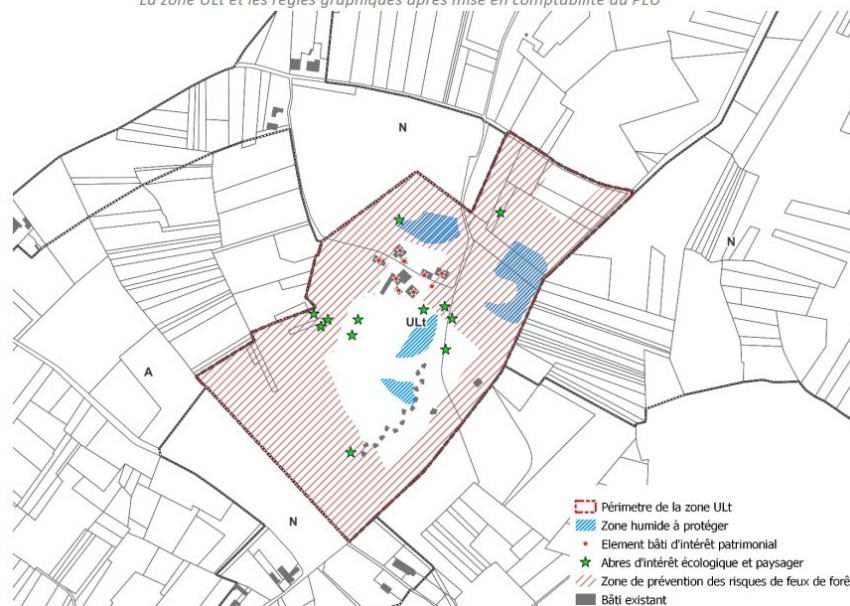 La zone ULt et les règles graphiques après mise en comptabilité du PLU
N
N
ULt
A
N
Périmetre de la zone ULt
Zone humide à protéger
Element bâti d'intérêt patrimonial
Abres d'intérêt écologique et paysager
Zone de prévention des risques de feux de forê
Bâti existant